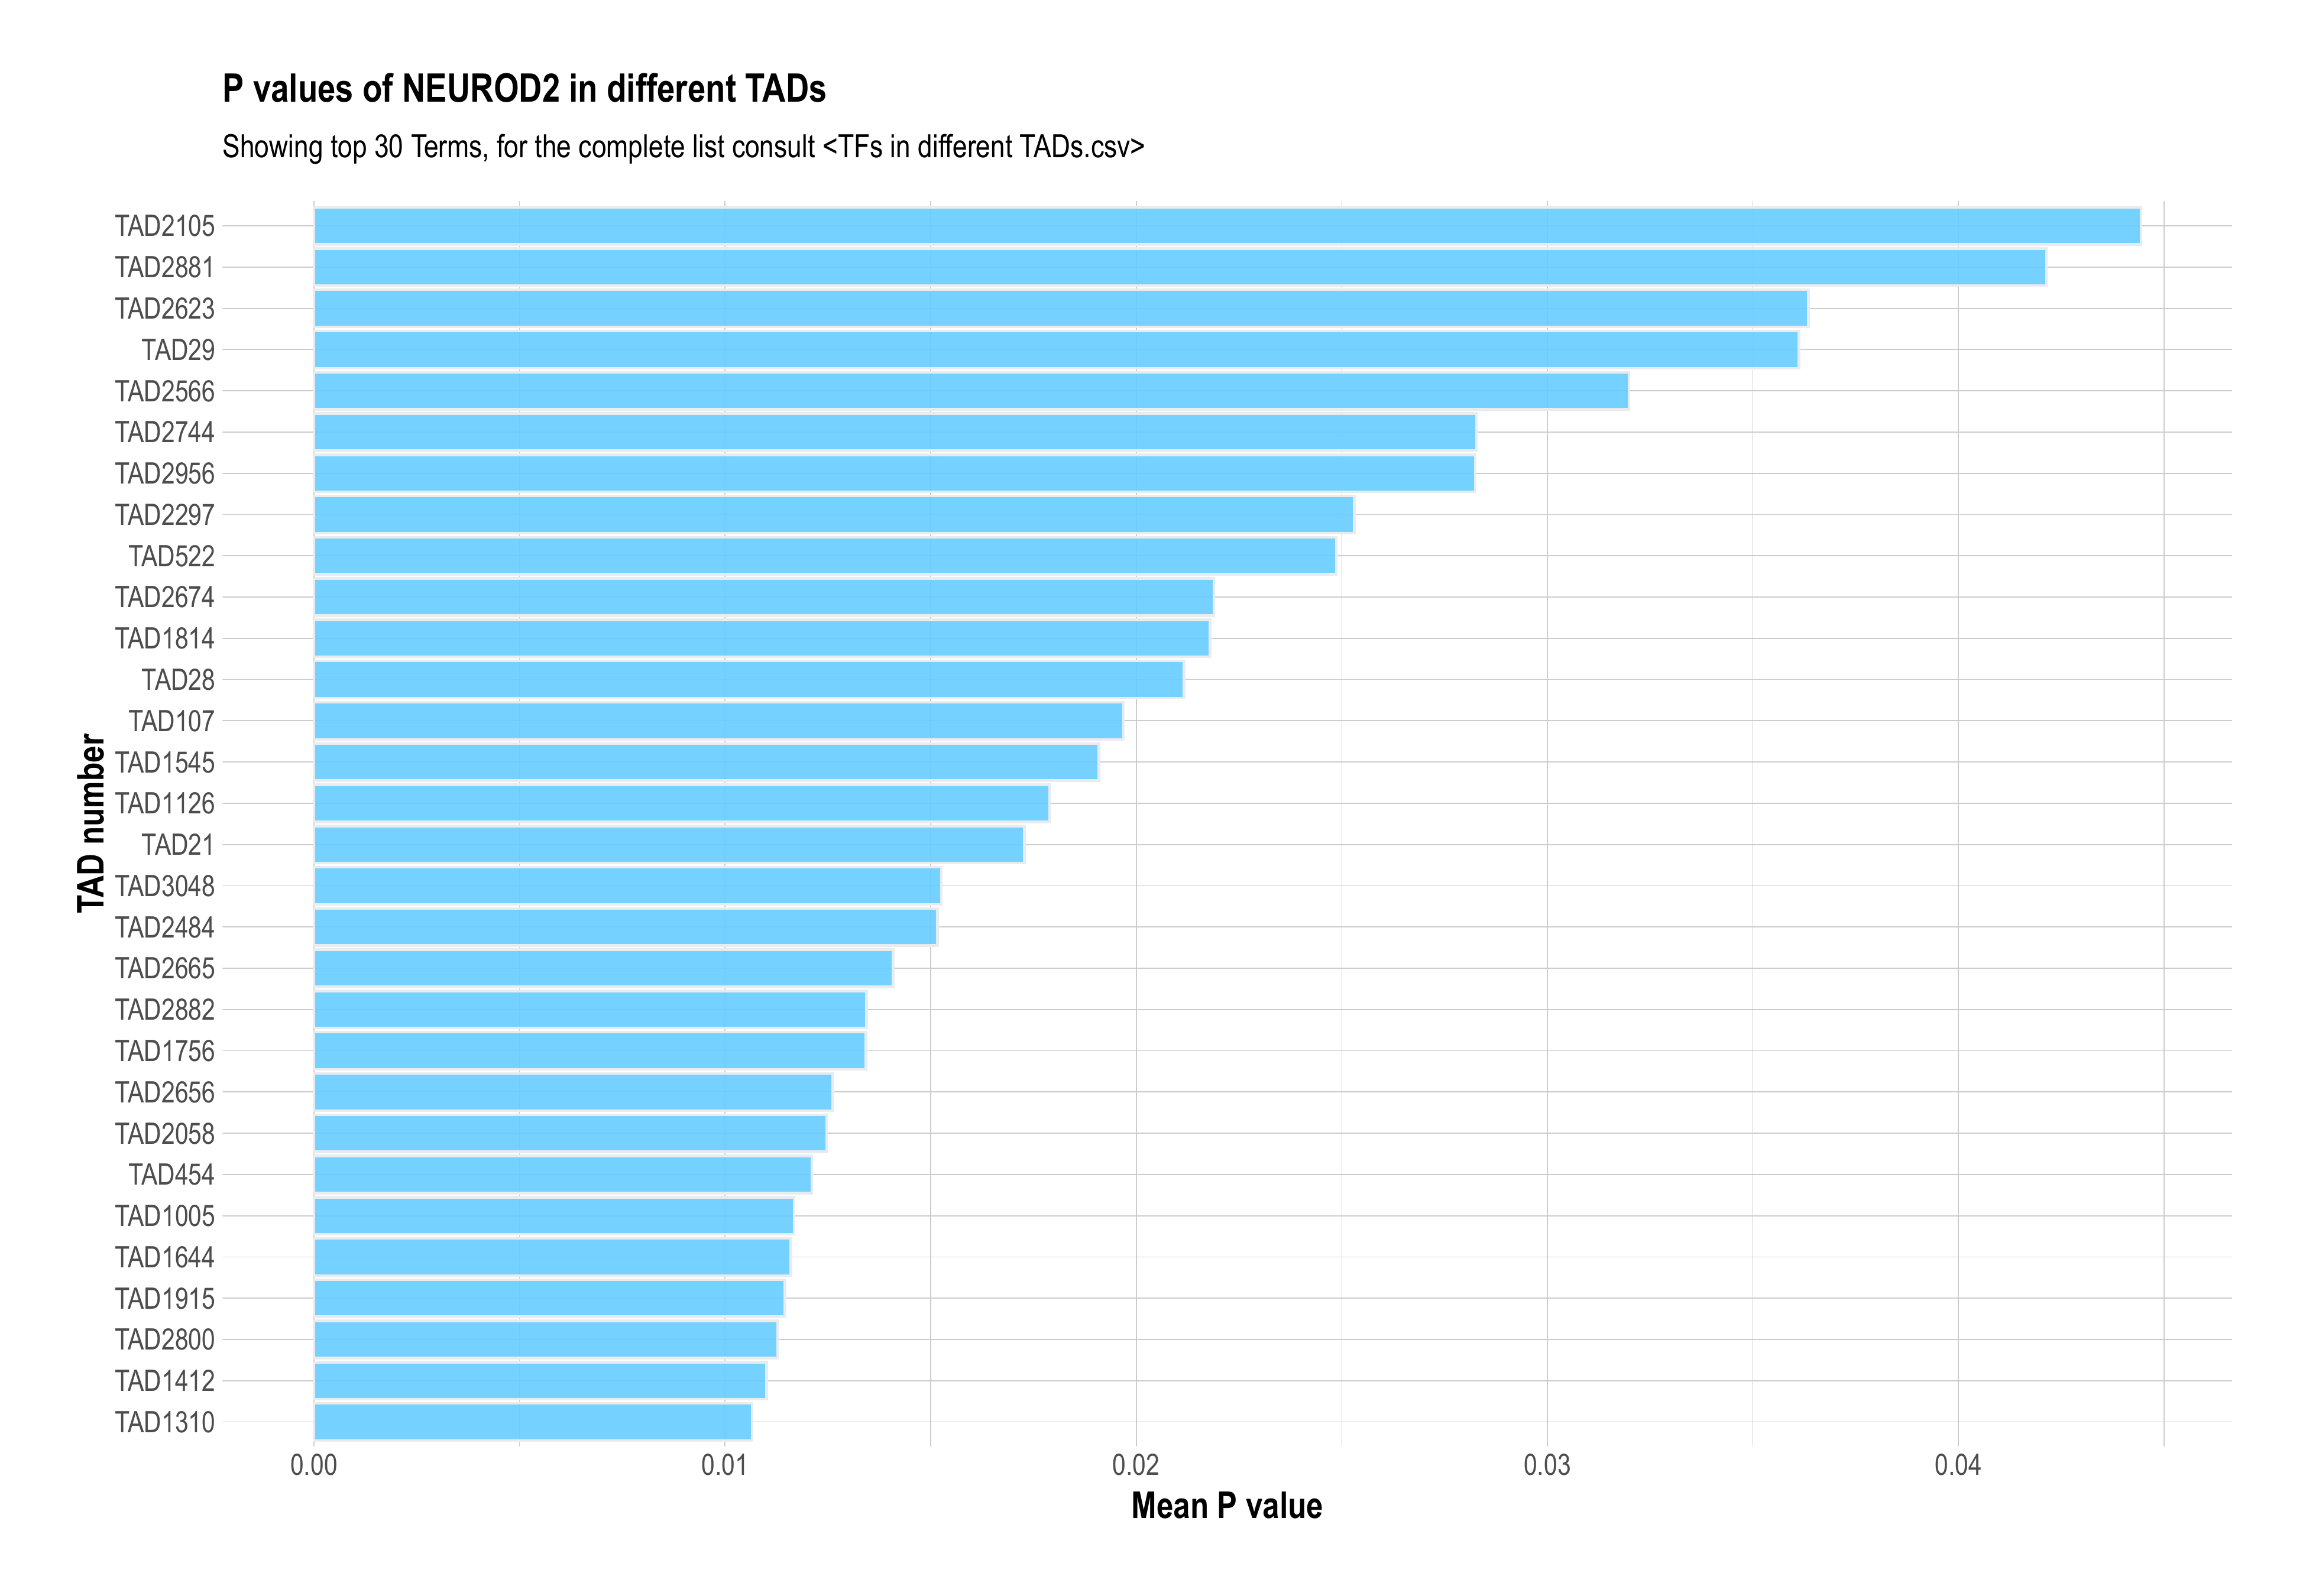 P values of NEUROD2 in different TADs
Showing top 30 Terms, for the complete list consult <TFs in different TADs.csv>
TAD number
TAD2105
TAD2881
TAD2623
TAD29
TAD2566
TAD2744
TAD2956
TAD2297
TAD522
TAD2674
TAD1814
TAD28
TAD107
TAD1545
TAD1126
TAD21
TAD3048
TAD2484
TAD2665
TAD2882
TAD1756
TAD2656
TAD2058
TAD454
TAD1005
TAD1644
TAD1915
TAD2800
TAD1412
TAD1310
0.00 0.01 0.02 0.03 0.04
Mean P value